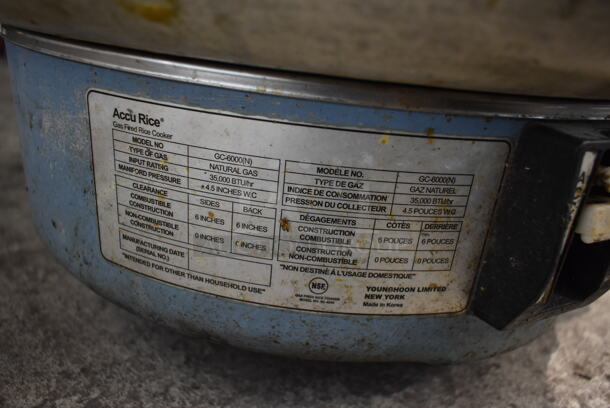 Accu Rice®
Gas Fired Rice Cooker
MODEL NO GC-6000(N)
TYPE OF GAS NATURAL GAS
INPUT RATING 35,000 BTU/hr
MANIFORD PRESSURE 4.5 INCHES W.C
CLEARANCE SIDES BACK
COMBUSTIBLE CONSTRUCTION 6 INCHES 6 INCHES
NON-COMBUSTIBLE CONSTRUCTION 0 INCHES INCHES
MANUFACTURING DATE
(SERIAL NO.)
"INTENDED FOR OTHER THAN HOUSEHOLD USE"
MODÈLE NO. GC-6000(N)
TYPE DE GAZ GAZ NATUREL
INDICE DE CONSOMMATION 35,000 BTU/hr
PRESSION DU COLLECTEUR 4.5 POUCES
DÉGAGEMENTS COTÉS DERRIÈRE
CONSTRUCTION COMBUSTIBLE 6 POUCES 6 POUCES
CONSTRUCTION NON-COMBUSTIBLE 0 POUCES 0 POUCES
"NON DESTINÉ À L'USAGE DOMESTIQUE"
NSF
YOUNGHOON LIMITED
NEW YORK
Made in Korea